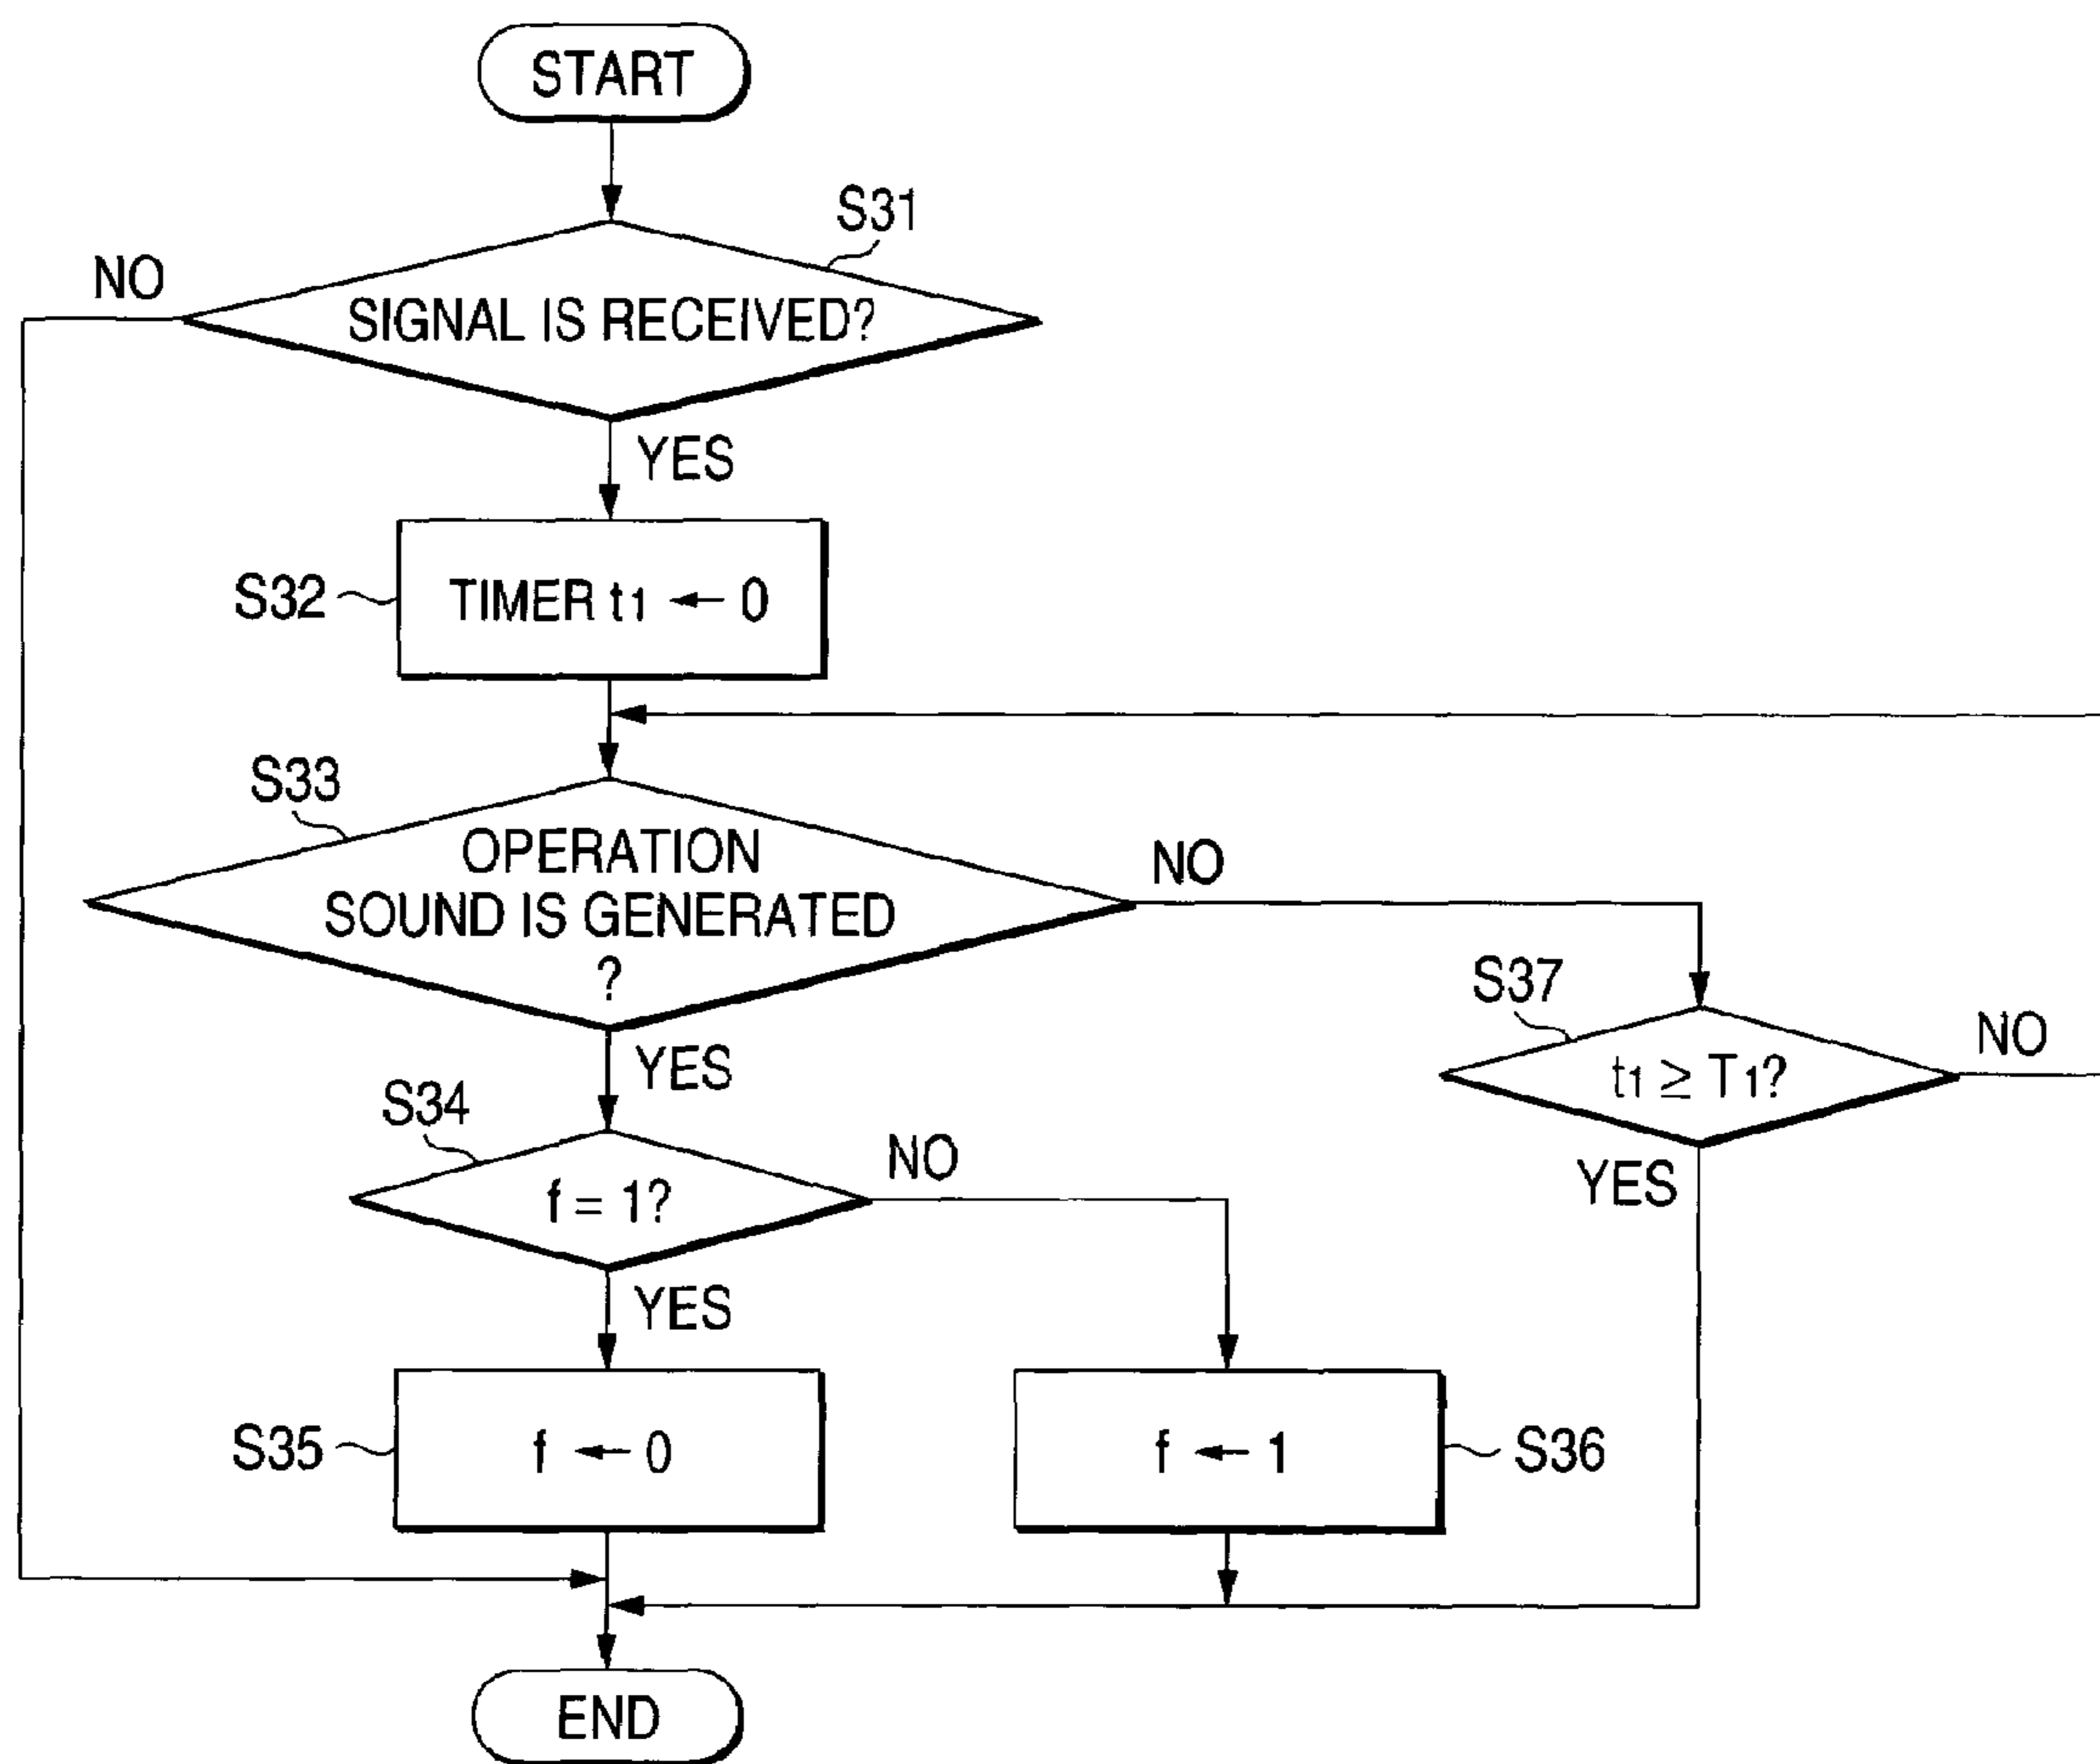 START
S31
NO
SIGNAL IS RECEIVED?
YES
S32
TIMER t1 ← 0
S33
OPERATION
SOUND IS GENERATED
?
NO
YES
S37
t1 ≥ T1?
NO
YES
S34
f = 1?
NO
YES
S35
f ← 0
f ← 1
S36
END